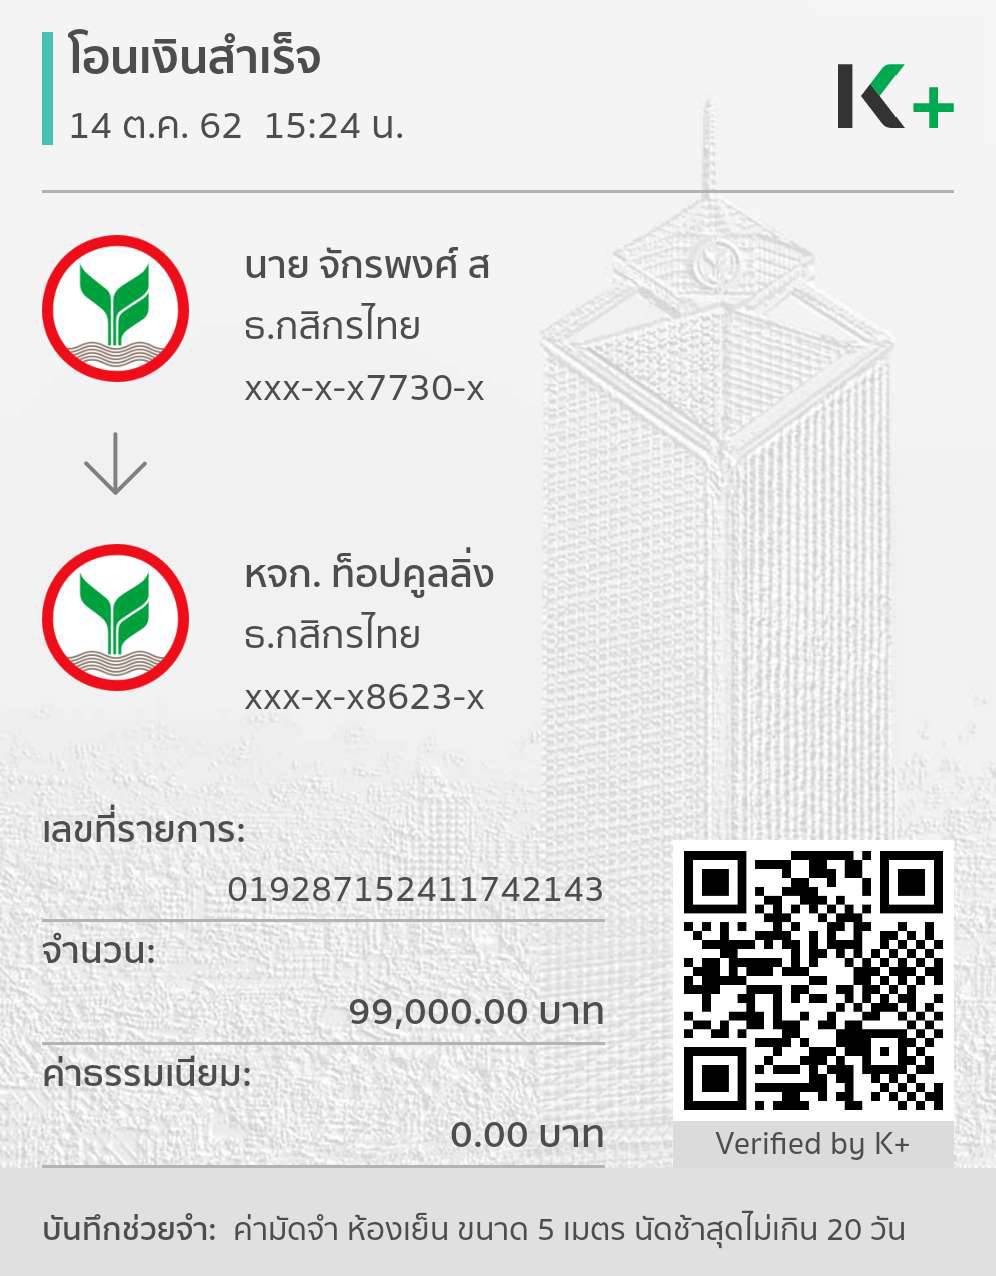 โอนเงินสำเร็จ
14 ต.ค. 62 15:24 น.
K+
นาย จักรพงศ์ ส
ธ.กสิกรไทย
xxx-x-x7730-x
หจก. ท็อปคูลลิ่ง
ธ.กสิกรไทย
xxx-x-x8623-x
เลขที่รายการ:
019287152411742143
จำนวน:
99,000.00 บาท
ค่าธรรมเนียม:
0.00 บาท
Verified by K+
บันทึกช่วยจำ: ค่ามัดจำ ห้องเย็น ขนาด 5 เมตร นัดช้าสุดไม่เกิน 20 วัน